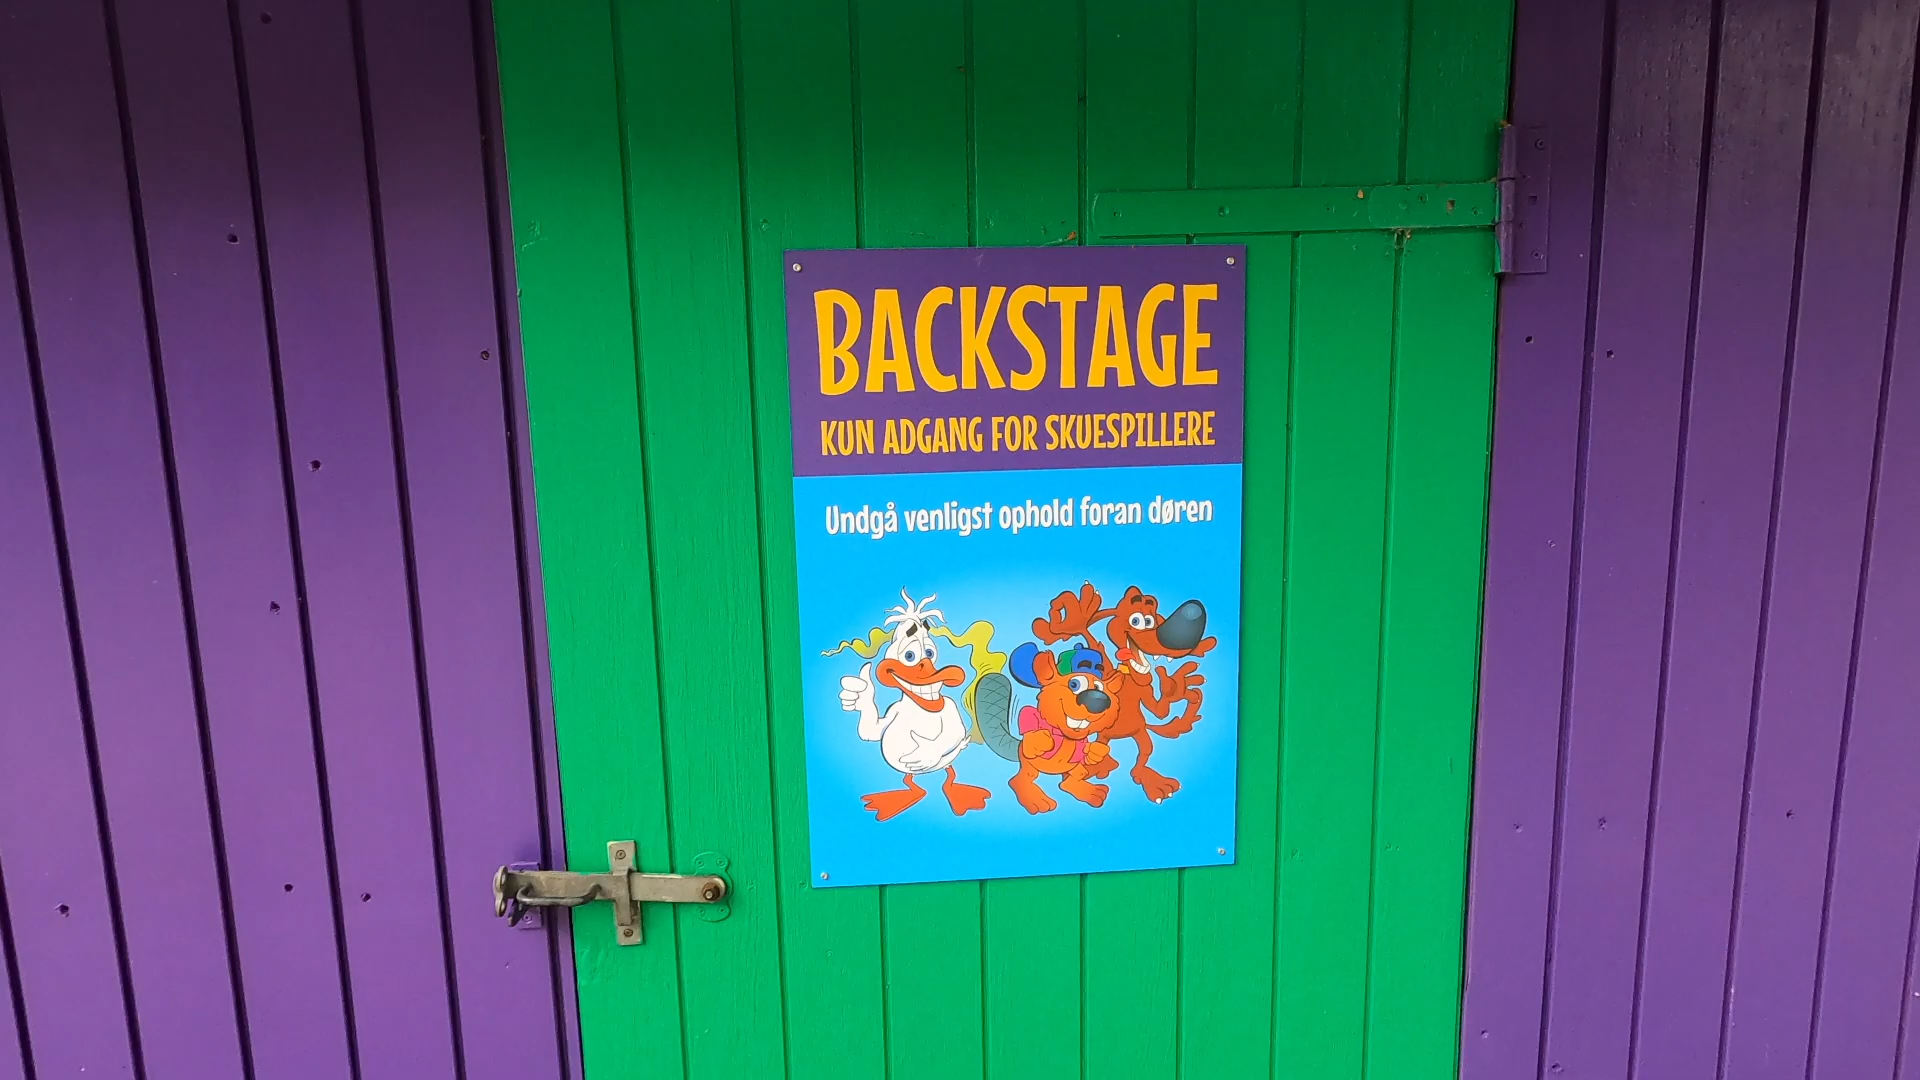 BACKSTAGE
KUN ADGANG FOR SKUESPILLERE
Undgå venligst ophold foran døren